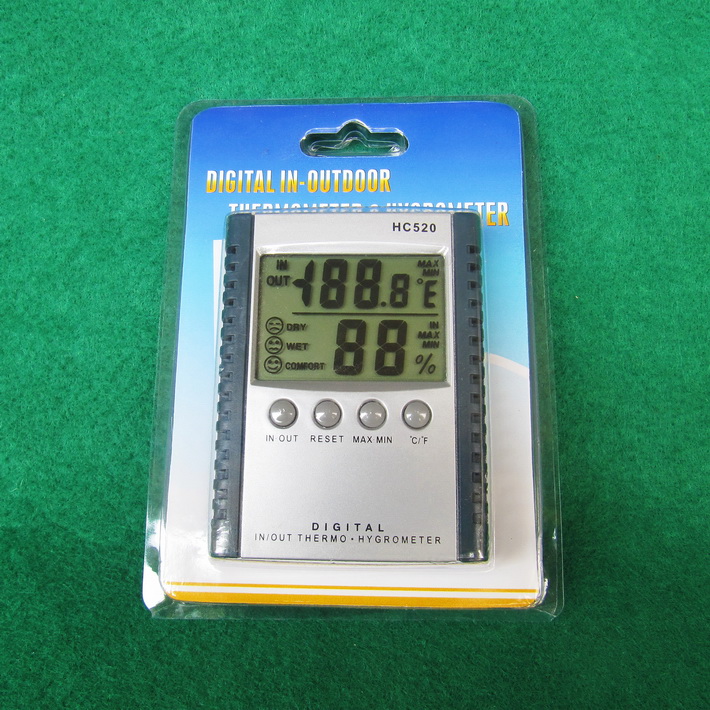 DIGITAL IN-OUTDOOR
THERMOMETER & HYGROMETER
HC520
IN MAX
OUT -188.8°E MIN
DRY IN
WET 88 MAX
MIN
COMFORT %
IN OUT RESET MAX·MIN °C/°F
DIGITAL
IN/OUT THERMO·HYGROMETER